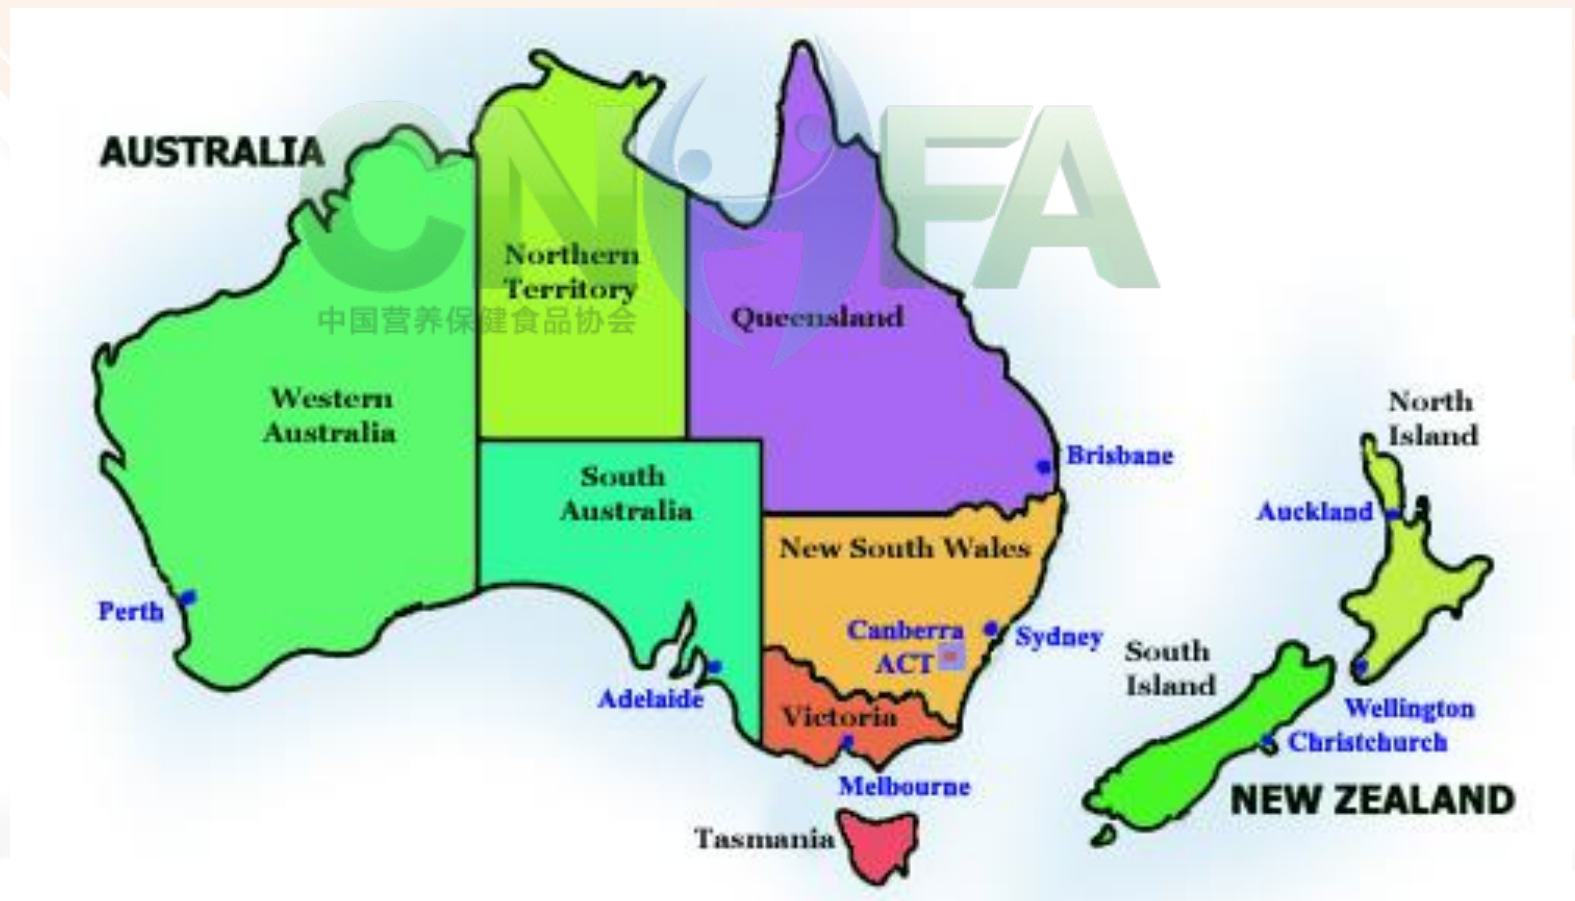 AUSTRALIA
CNHFA
中国营养保健食品协会
Northern
Territory
Queensland
Western
Australia
North
Island
Brisbane
South
Australia
Auckland
New South Wales
Perth
Canberra
ACT
Sydney
South
Island
Adelaide
Victoria
Wellington
Christchurch
Melbourne
NEW ZEALAND
Tasmania